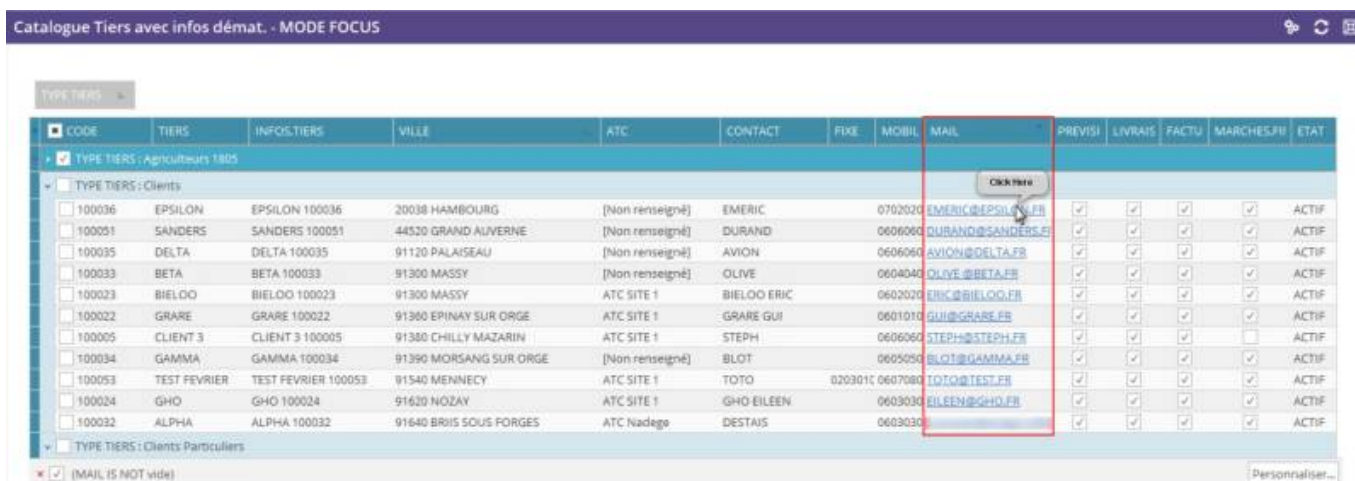 Catalogue Tiers avec infos démat. - MODE FOCUS
TYPE TIERS
CODE TIERS INFOS.TIERS VILLE ATC CONTACT FIXE MOBIL MAIL PREVISI LIVRAIS FACTU MARCHES,FII ETAT
TYPE TIERS : Agriculteurs 1805
TYPE TIERS : Clients
Click Here
100036 EPSILON EPSILON 100036 20038 HAMBOURG [Non renseigné] EMERIC 0702020 EMERIC@EPSILON.FR ACTIF
100051 SANDERS SANDERS 100051 44520 GRAND AUVERNE [Non renseigné] DURAND 0606060 DURAND@SANDERS.F ACTIF
100035 DELTA DELTA 100035 91120 PALAISEAU [Non renseigné] AVION 0606060 AVION@DELTA.FR ACTIF
100033 BETA BETA 100033 91300 MASSY [Non renseigné] OLIVE 0604040 OLIVE @BETA.FR ACTIF
100023 BIELOO BIELOO 100023 91300 MASSY ATC SITE 1 BIELOO ERIC 0602020 ERIC@BIELOO.FR ACTIF
100022 GRARE GRARE 100022 91360 EPINAY SUR ORGE ATC SITE 1 GRARE GUI 0601010 GUI@GRARE.FR ACTIF
100005 CLIENT 3 CLIENT 3 100005 91380 CHILLY MAZARIN ATC SITE 1 STEPH 0606060 STEPH@STEPH.FR ACTIF
100034 GAMMA GAMMA 100034 91390 MORSANG SUR ORGE [Non renseigné] BLOT 0605050 BLOT@GAMMA.FR ACTIF
100053 TEST FEVRIER TEST FEVRIER 100053 91540 MENNECY ATC SITE 1 TOTO 020301C 0607080 TOTO@TEST.FR ACTIF
100024 GHO GHO 100024 91620 NOZAY ATC SITE 1 GHO EILEEN 0603030 EILEEN@GHO.FR ACTIF
100032 ALPHA ALPHA 100032 91640 BRIIS SOUS FORGES ATC Nadege DESTAIS 0603030 ACTIF
TYPE TIERS : Clients Particuliers
(MAIL IS NOT vide) Personnaliser...